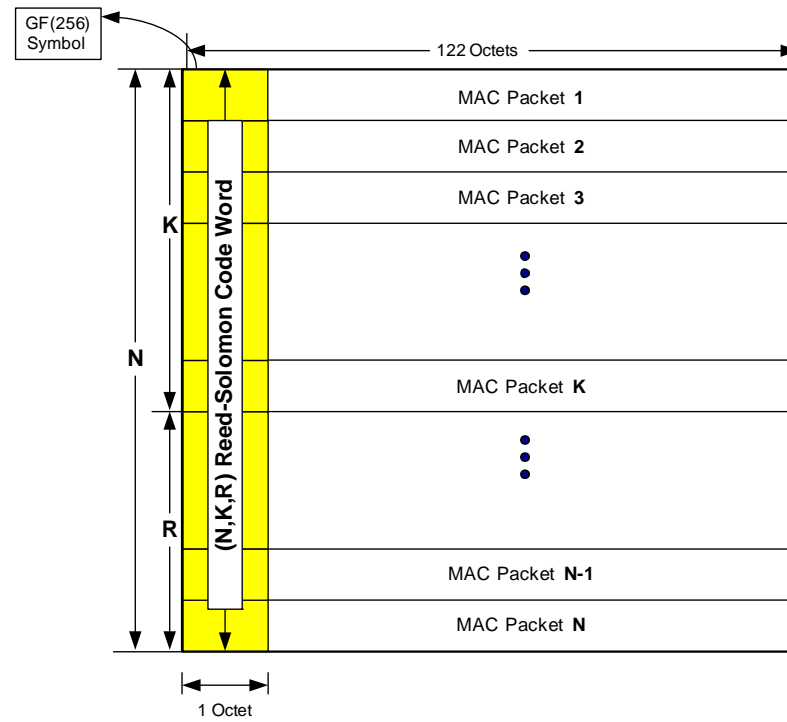 GF(256)
Symbol
122 Octets
MAC Packet 1
MAC Packet 2
MAC Packet 3
K
N
(N,K,R) Reed-Solomon Code Word
MAC Packet K
R
MAC Packet N-1
MAC Packet N
1 Octet